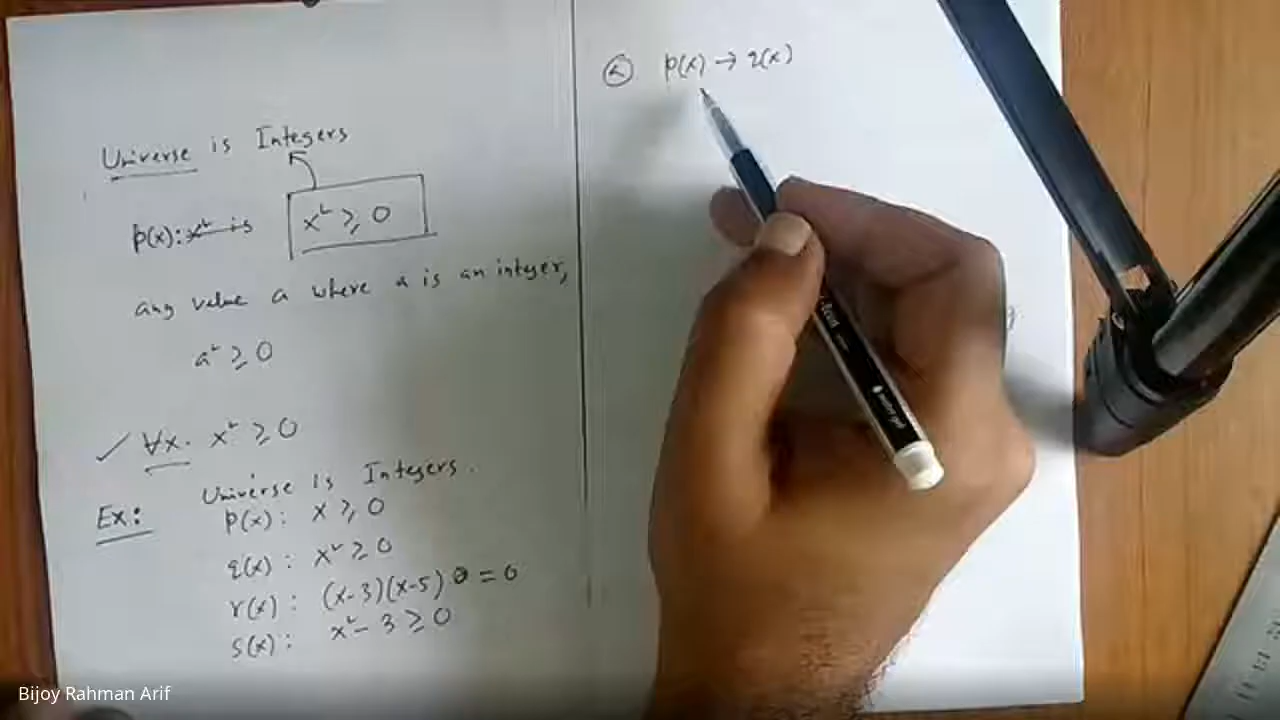 Universe is Integers
p(x): x² is x² ≥ 0
any value a where a is an integer,
a² ≥ 0
✓ ∀x. x² ≥ 0
Ex: Universe is Integers.
p(x): x ≥ 0
q(x): x² ≥ 0
r(x): (x-3)(x-5) = 0
s(x): x² - 3 ≥ 0
p(x) → q(x)
Bijoy Rahman Arif